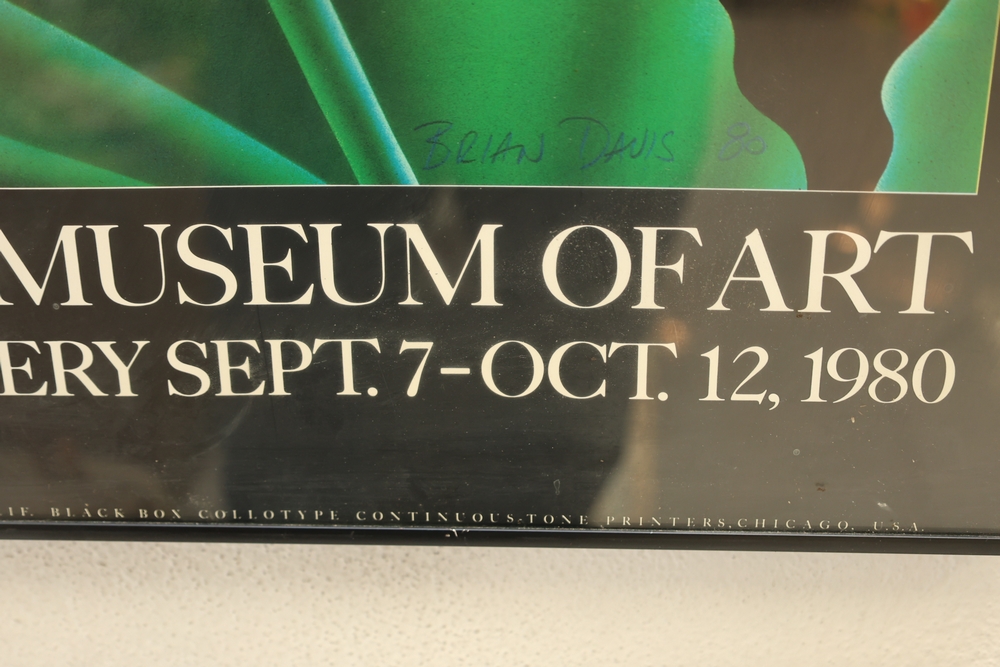 BRIAN DAVIS 80
MUSEUM OF ART
ERY SEPT. 7-OCT. 12, 1980
IF. BLACK BOX COLLOTYPE CONTINUOUS-TONE PRINTERS, CHICAGO, U.S.A.